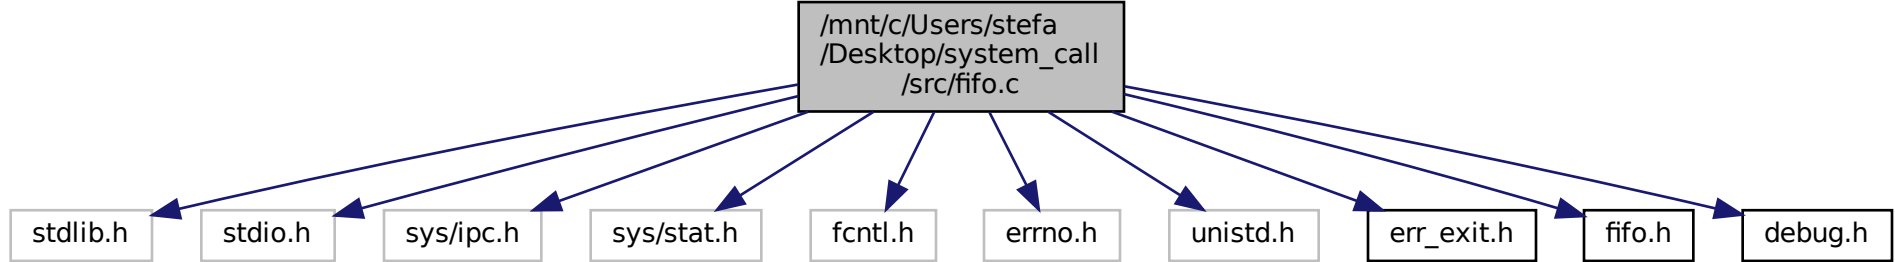 /mnt/c/Users/stefa
/Desktop/system_call
/src/fifo.c
stdlib.h
stdio.h
sys/ipc.h
sys/stat.h
fcntl.h
errno.h
unistd.h
err_exit.h
fifo.h
debug.h